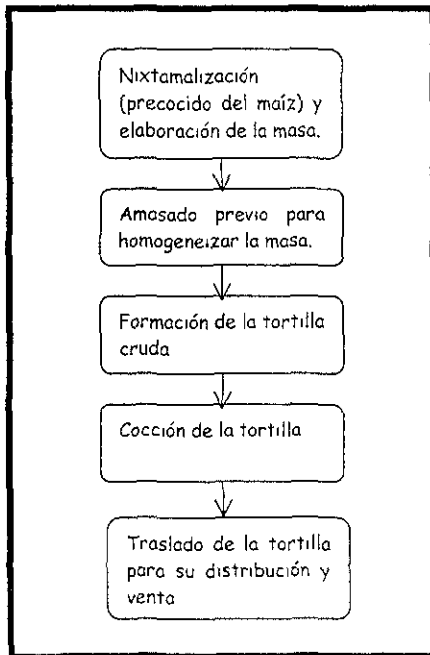 Nixtamalización
(precocido del maíz) y
elaboración de la masa.
Amasado previo para
homogeneizar la masa.
Formación de la tortilla
cruda
Cocción de la tortilla
Traslado de la tortilla
para su distribución y
venta